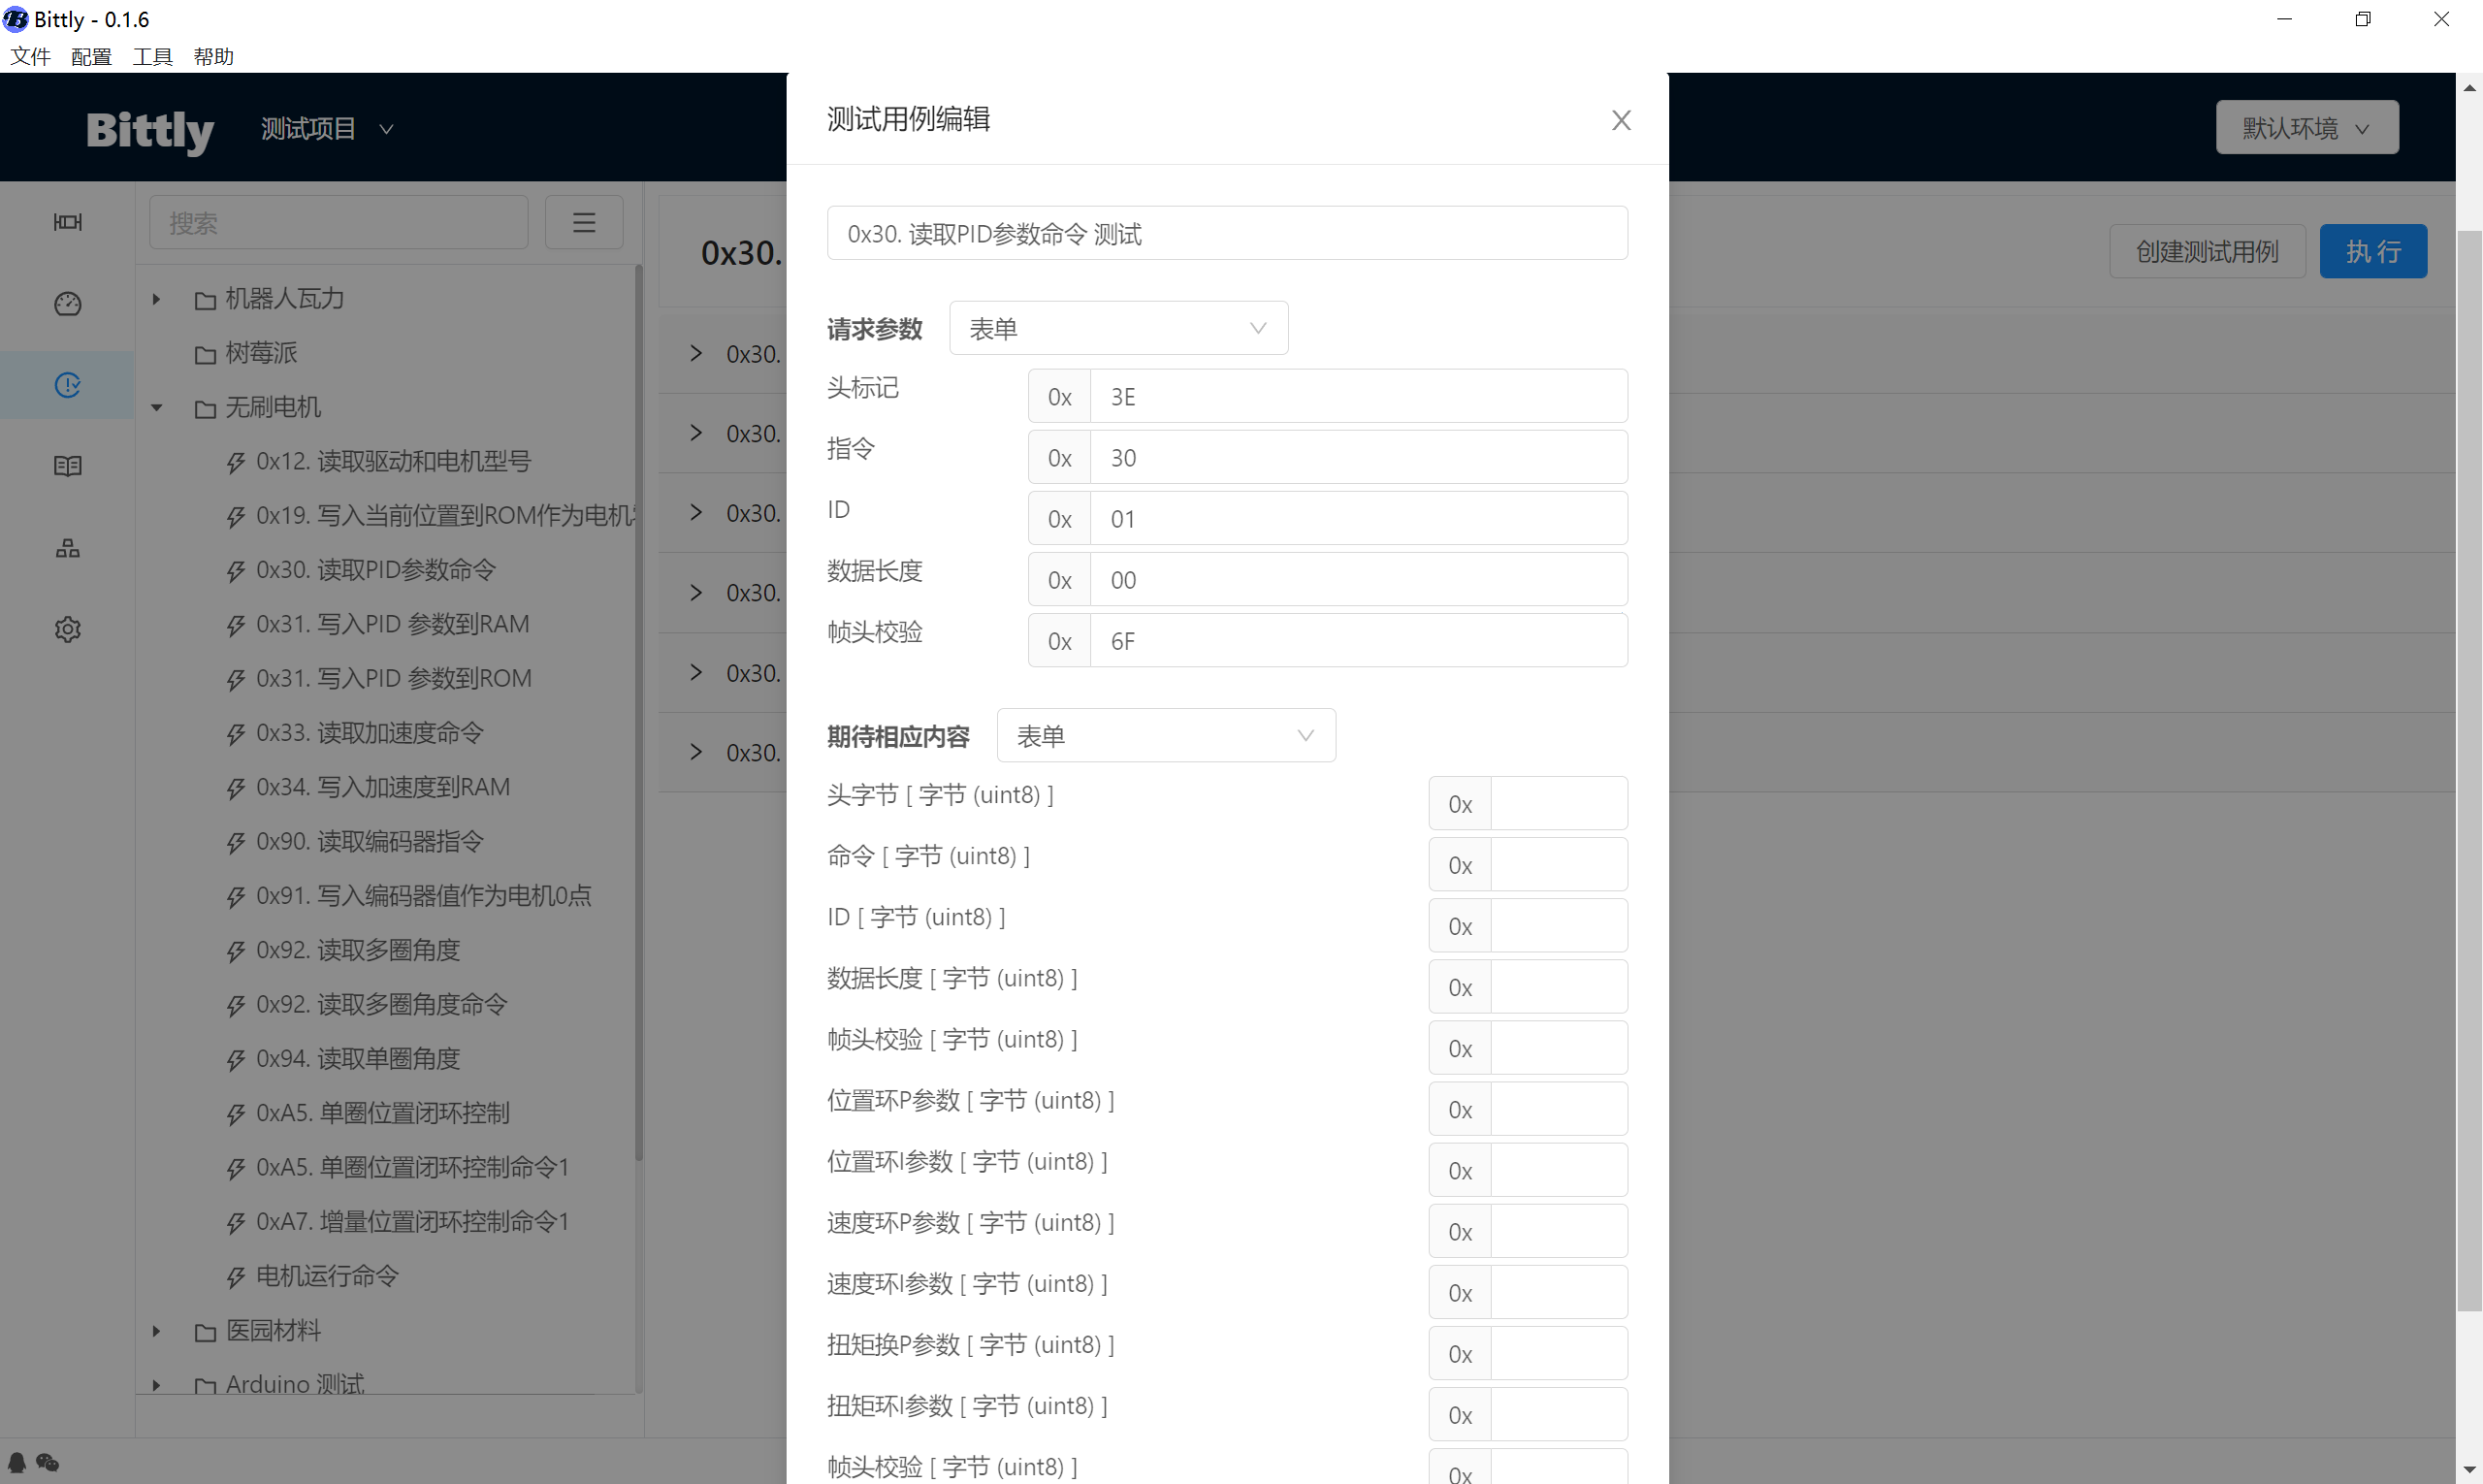 Bittly - 0.1.6
文件 配置 工具 帮助
Bittly 测试项目
默认环境
搜索
机器人瓦力
树莓派
无刷电机
0x12. 读取驱动和电机型号
0x19. 写入当前位置到ROM作为电机
0x30. 读取PID参数命令
0x31. 写入PID 参数到RAM
0x31. 写入PID 参数到ROM
0x33. 读取加速度命令
0x34. 写入加速度到RAM
0x90. 读取编码器指令
0x91. 写入编码器值作为电机0点
0x92. 读取多圈角度
0x92. 读取多圈角度命令
0x94. 读取单圈角度
0xA5. 单圈位置闭环控制
0xA5. 单圈位置闭环控制命令1
0xA7. 增量位置闭环控制命令1
电机运行命令
医园材料
Arduino 测试
0x30.
创建测试用例 执 行
0x30.
0x30.
0x30.
0x30.
0x30.
0x30.
测试用例编辑
0x30. 读取PID参数命令 测试
请求参数 表单
头标记 0x 3E
指令 0x 30
ID 0x 01
数据长度 0x 00
帧头校验 0x 6F
期待相应内容 表单
头字节 [ 字节 (uint8) ] 0x
命令 [ 字节 (uint8) ] 0x
ID [ 字节 (uint8) ] 0x
数据长度 [ 字节 (uint8) ] 0x
帧头校验 [ 字节 (uint8) ] 0x
位置环P参数 [ 字节 (uint8) ] 0x
位置环I参数 [ 字节 (uint8) ] 0x
速度环P参数 [ 字节 (uint8) ] 0x
速度环I参数 [ 字节 (uint8) ] 0x
扭矩换P参数 [ 字节 (uint8) ] 0x
扭矩环I参数 [ 字节 (uint8) ] 0x
帧头校验 [ 字节 (uint8) ] 0x